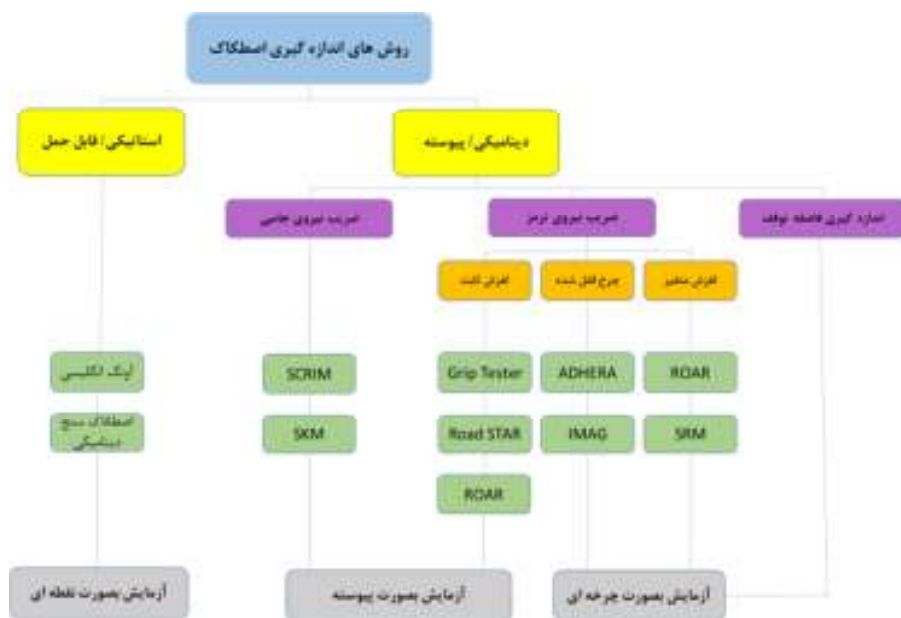 روش های اندازه گیری اصطکاک
دینامیکی/ پیوسته
استاتیکی/ قابل حمل
اندازه گیری فاصله توقف
ضریب نیروی ترمز
ضریب نیروی جانبی
لغزش متغیر
چرخ قفل شده
لغزش ثابت
ROAR
ADHERA
Grip Tester
SCRIM
آونگ انگلیسی
SRM
IMAG
Road STAR
SKM
اصطکاک سنج
دینامیکی
ROAR
آزمایش بصورت چرخه ای
آزمایش بصورت پیوسته
آزمایش بصورت نقطه ای